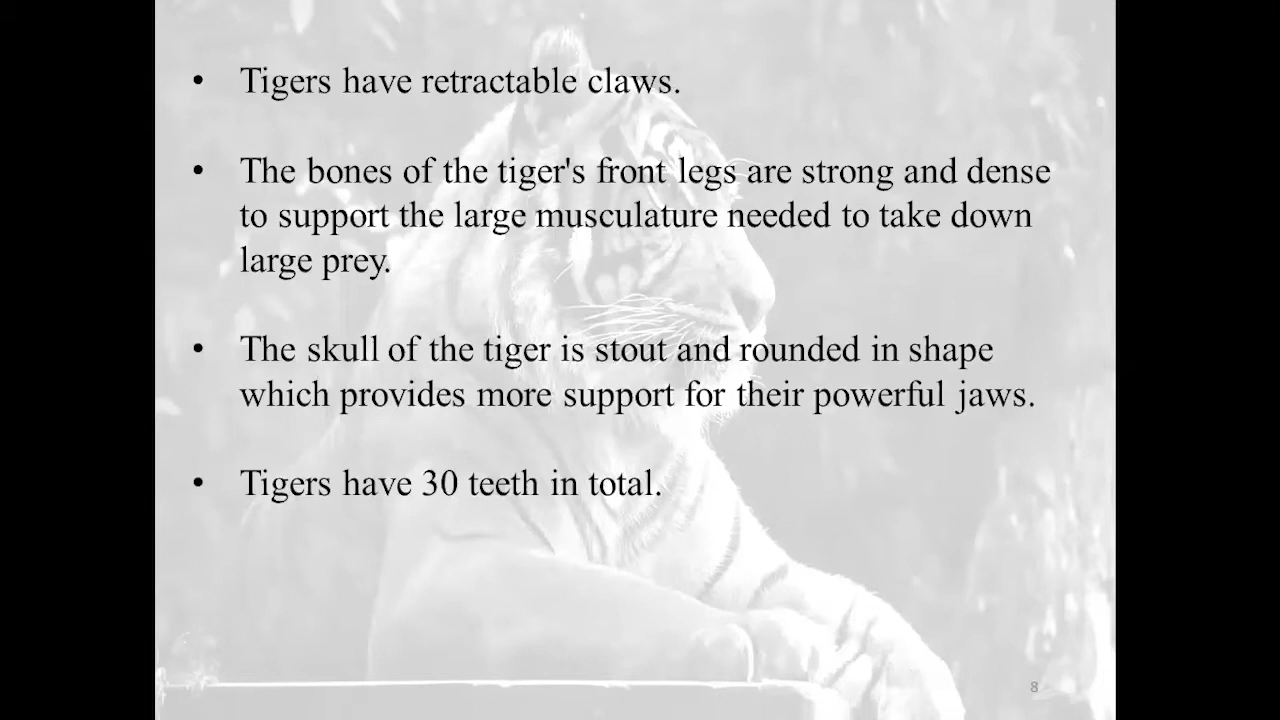 • Tigers have retractable claws.
• The bones of the tiger's front legs are strong and dense
to support the large musculature needed to take down
large prey.
• The skull of the tiger is stout and rounded in shape
which provides more support for their powerful jaws.
• Tigers have 30 teeth in total.
8